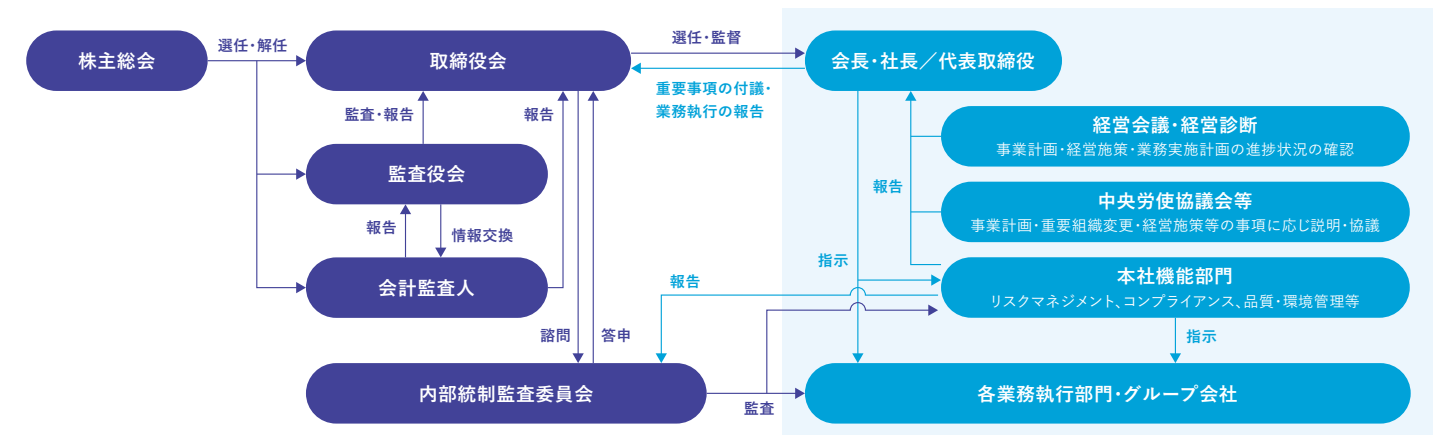 株主総会
選任・解任
取締役会
選任・監督
会長・社長／代表取締役
重要事項の付議・
業務執行の報告
監査・報告
報告
経営会議・経営診断
事業計画・経営施策・業務実施計画の進捗状況の確認
監査役会
報告
中央労使協議会等
事業計画・重要組織変更・経営施策等の事項に応じ説明・協議
報告
情報交換
会計監査人
指示
本社機能部門
リスクマネジメント、コンプライアンス、品質・環境管理等
報告
諮問
答申
指示
内部統制監査委員会
監査
各業務執行部門・グループ会社